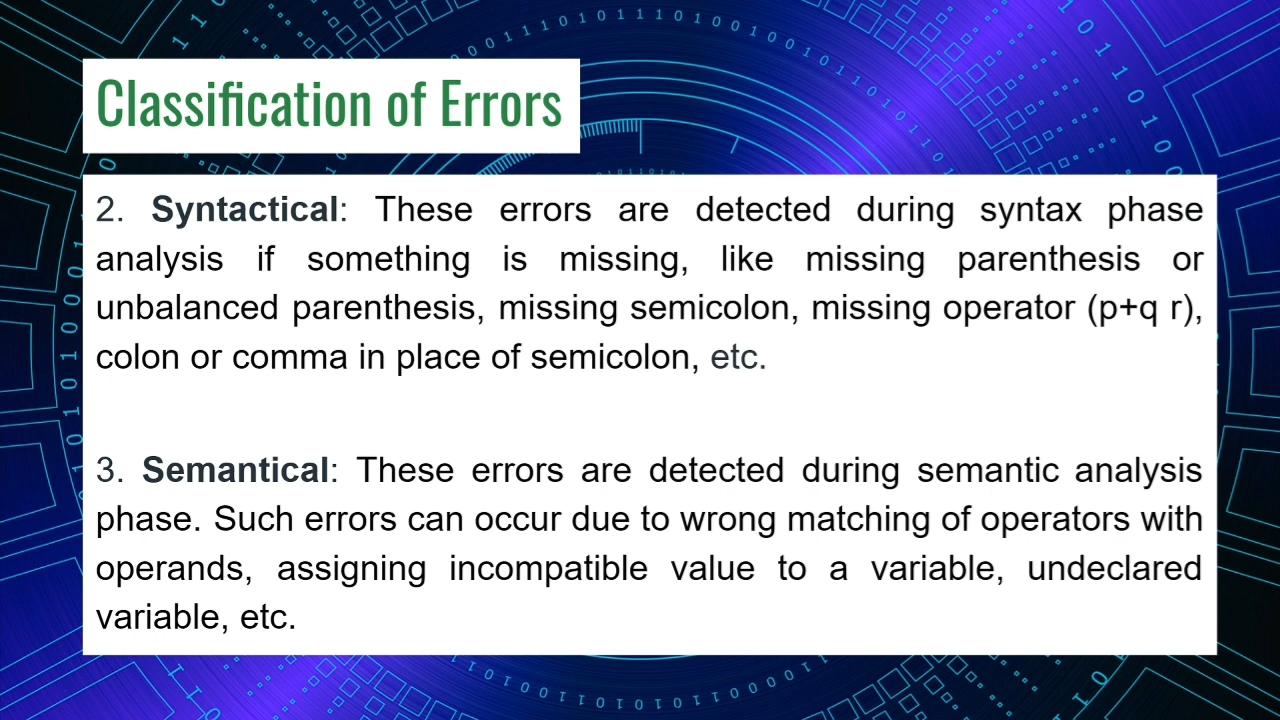 Classification of Errors
2. Syntactical: These errors are detected during syntax phase
analysis if something is missing, like missing parenthesis or
unbalanced parenthesis, missing semicolon, missing operator (p+q r),
colon or comma in place of semicolon, etc.
3. Semantical: These errors are detected during semantic analysis
phase. Such errors can occur due to wrong matching of operators with
operands, assigning incompatible value to a variable, undeclared
variable, etc.